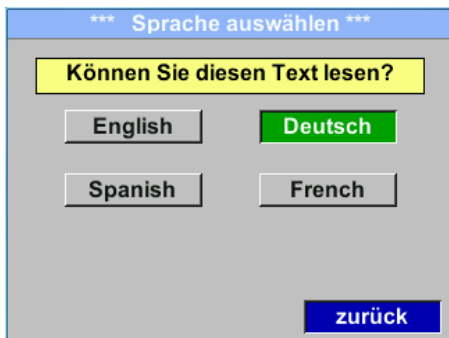 *** Sprache auswählen ***
Können Sie diesen Text lesen?
English Deutsch
Spanish French
zurück